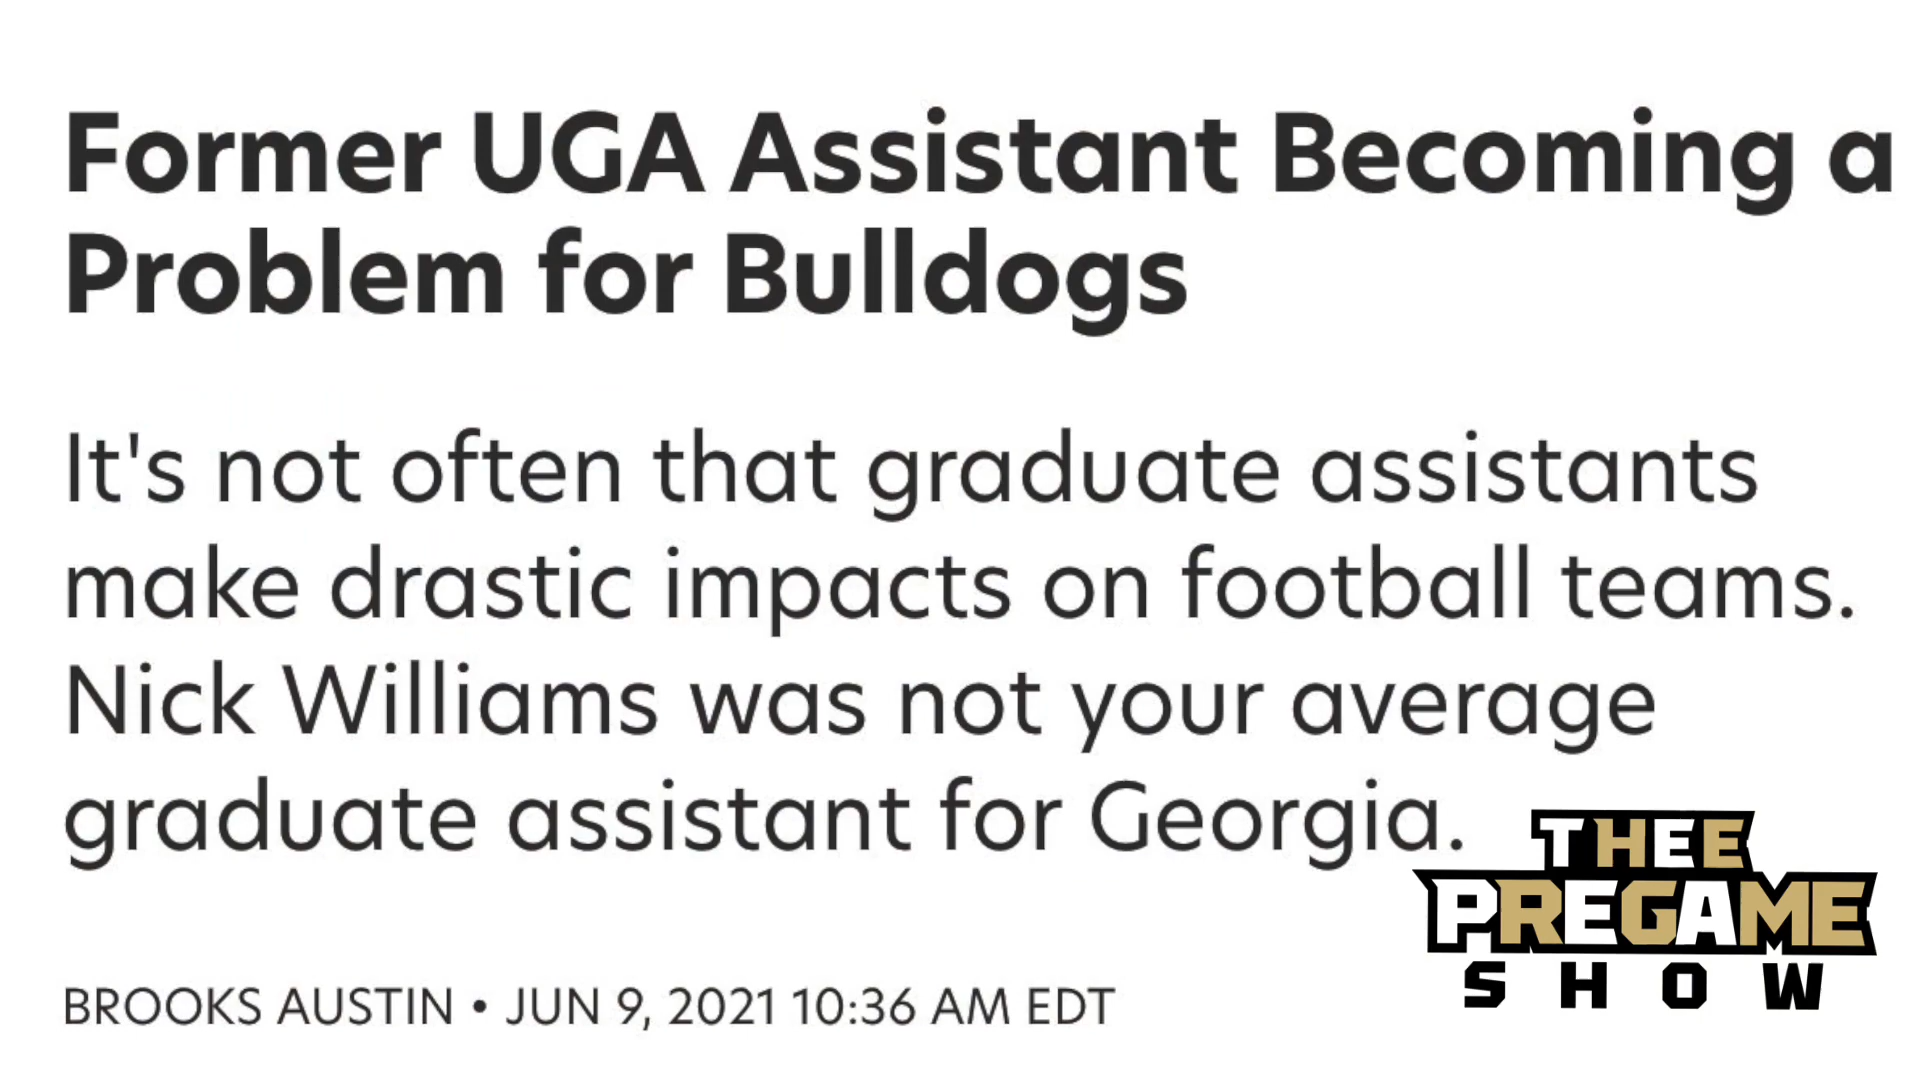 Former UGA Assistant Becoming a
Problem for Bulldogs
It's not often that graduate assistants
make drastic impacts on football teams.
Nick Williams was not your average
graduate assistant for Georgia.
BROOKS AUSTIN • JUN 9, 2021 10:36 AM EDT
THEE
PREGAME
SHOW